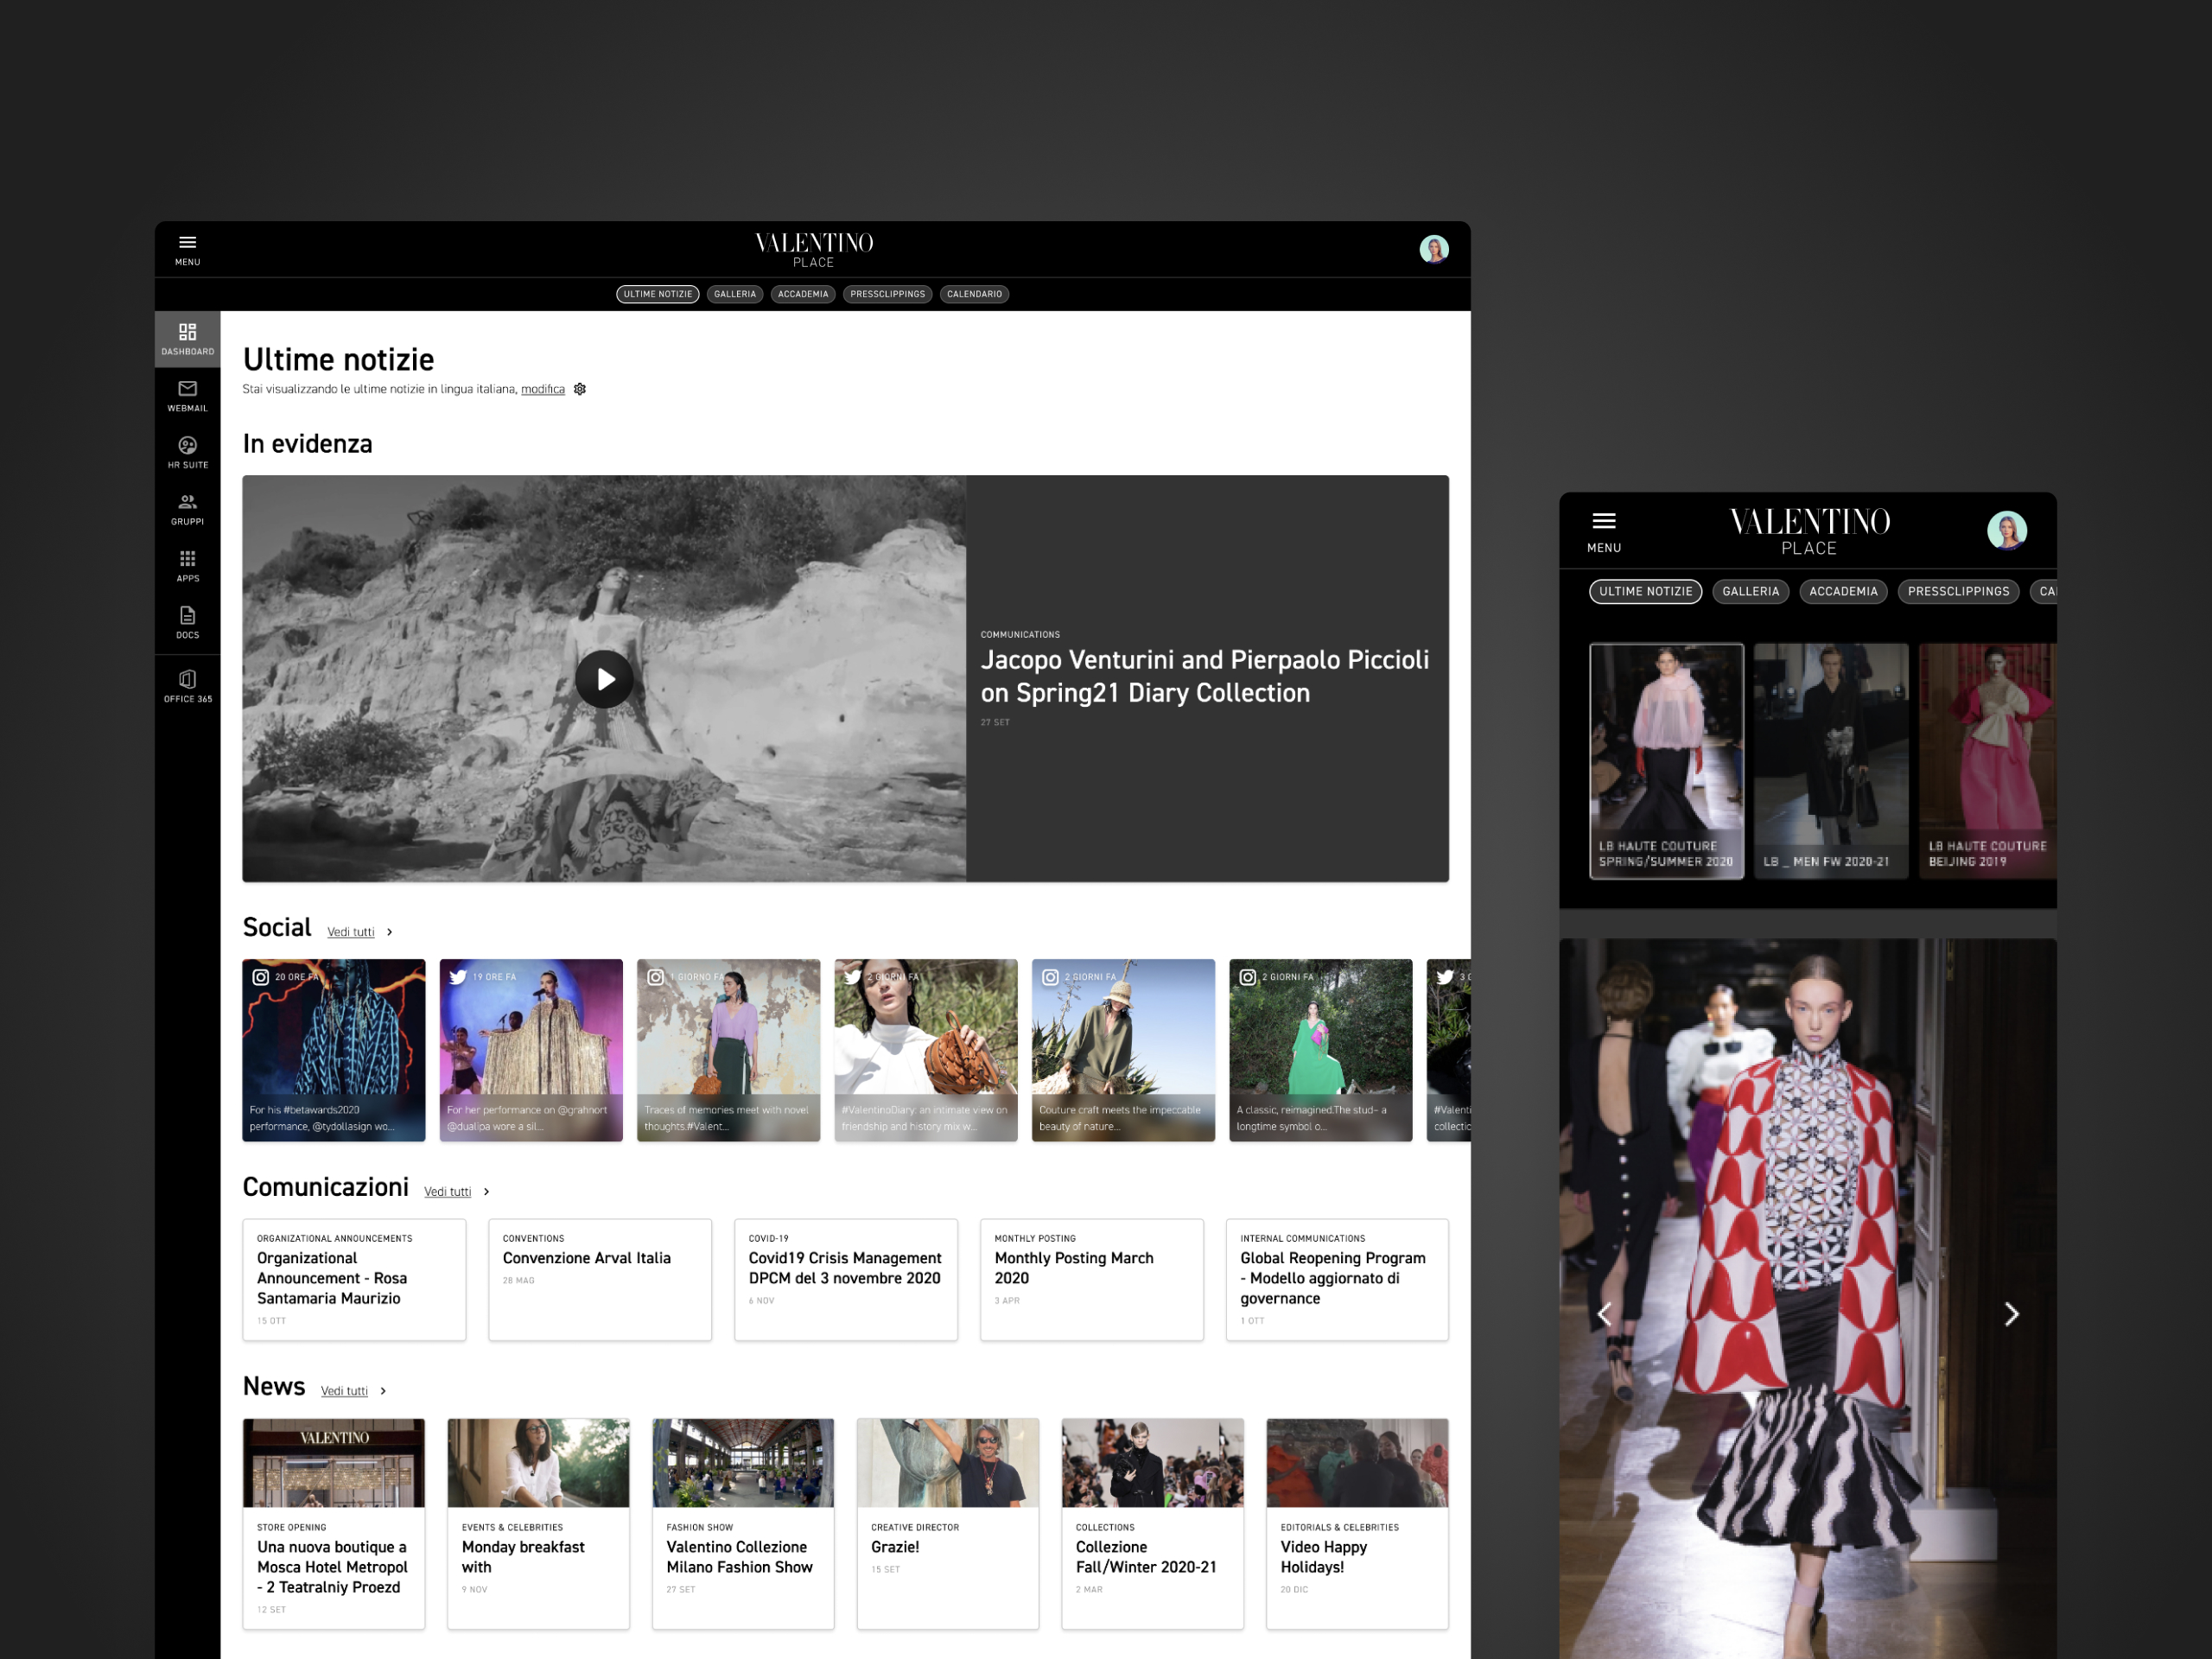 MENU
VALENTINO
PLACE
ULTIME NOTIZIE
GALLERIA
ACCADEMIA
PRESSCLIPPINGS
CALENDARIO
DASHBOARD
WEBMAIL
HR SUITE
GRUPPI
APPS
DOCS
OFFICE 365
Ultime notizie
Stai visualizzando le ultime notizie in lingua italiana, modifica
In evidenza
COMMUNICATIONS
Jacopo Venturini and Pierpaolo Piccioli
on Spring21 Diary Collection
27 SET
Social
Vedi tutti
20 ORE FA
For his #betawards2020
performance, @tydollasign wo...
19 ORE FA
For her performance on @grahnort
@dualipa wore a sil...
1 GIORNO FA
Traces of memories meet with novel
thoughts.#Valent...
2 GIORNI FA
#ValentinoDiary: an intimate view on
friendship and history mix w...
2 GIORNI FA
Couture craft meets the impeccable
beauty of nature...
2 GIORNI FA
A classic, reimagined.The stud– a
longtime symbol o...
3 G
#Valenti
collectic
Comunicazioni
Vedi tutti
ORGANIZATIONAL ANNOUNCEMENTS
Organizational
Announcement - Rosa
Santamaria Maurizio
15 OTT
CONVENTIONS
Convenzione Arval Italia
28 MAG
COVID-19
Covid19 Crisis Management
DPCM del 3 novembre 2020
6 NOV
MONTHLY POSTING
Monthly Posting March
2020
3 APR
INTERNAL COMMUNICATIONS
Global Reopening Program
- Modello aggiornato di
governance
1 OTT
News
Vedi tutti
VALENTINO
STORE OPENING
Una nuova boutique a
Mosca Hotel Metropol
- 2 Teatralniy Proezd
12 SET
EVENTS & CELEBRITIES
Monday breakfast
with
9 NOV
FASHION SHOW
Valentino Collezione
Milano Fashion Show
27 SET
CREATIVE DIRECTOR
Grazie!
15 SET
COLLECTIONS
Collezione
Fall/Winter 2020-21
2 MAR
EDITORIALS & CELEBRITIES
Video Happy
Holidays!
20 DIC
MENU
VALENTINO
PLACE
ULTIME NOTIZIE
GALLERIA
ACCADEMIA
PRESSCLIPPINGS
CA
LB HAUTE COUTURE
SPRING/SUMMER 2020
LB _ MEN FW 2020-21
LB HAUTE COUTURE
BEIJING 2019